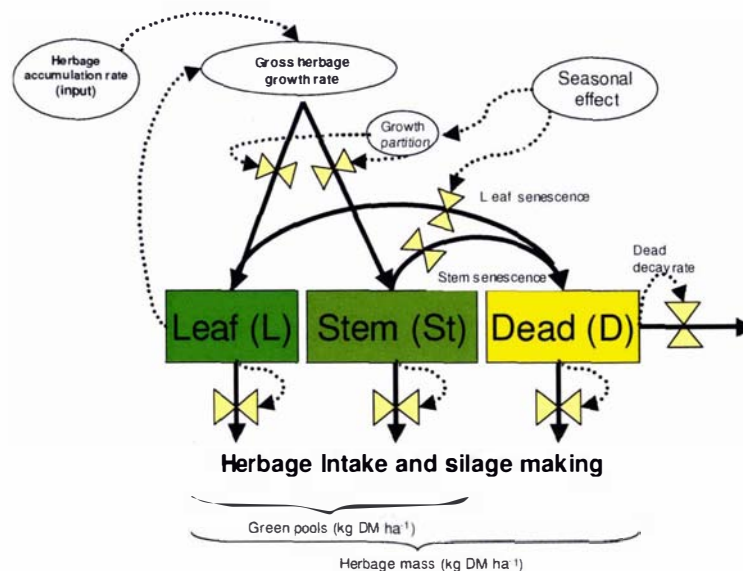 Herbage
accumulation rate
(input)
Gross herbage
growth rate
Seasonal
effect
Growth
partition
Leaf senescence
Stem senescence
Dead
decay rate
Leaf (L)
Stem (St)
Dead (D)
Herbage Intake and silage making
Green pools (kg DM ha⁻¹)
Herbage mass (kg DM ha⁻¹)